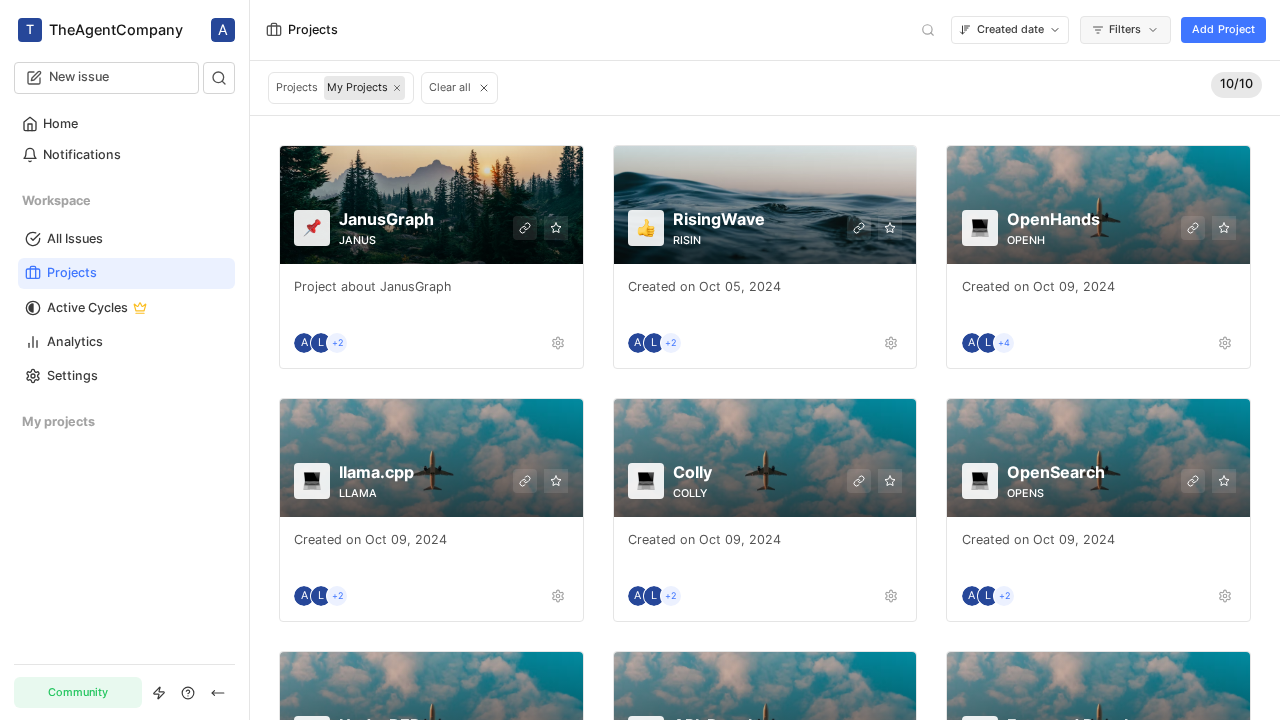 T TheAgentCompany A
New issue
Home
Notifications
Workspace
All Issues
Projects
Active Cycles
Analytics
Settings
My projects
Community
Projects
Created date
Filters
Add Project
Projects My Projects
Clear all
10/10
JanusGraph
JANUS
Project about JanusGraph
A L +2
RisingWave
RISIN
Created on Oct 05, 2024
A L +2
OpenHands
OPENH
Created on Oct 09, 2024
A L +4
llama.cpp
LLAMA
Created on Oct 09, 2024
A L +2
Colly
COLLY
Created on Oct 09, 2024
A L +2
OpenSearch
OPENS
Created on Oct 09, 2024
A L +2